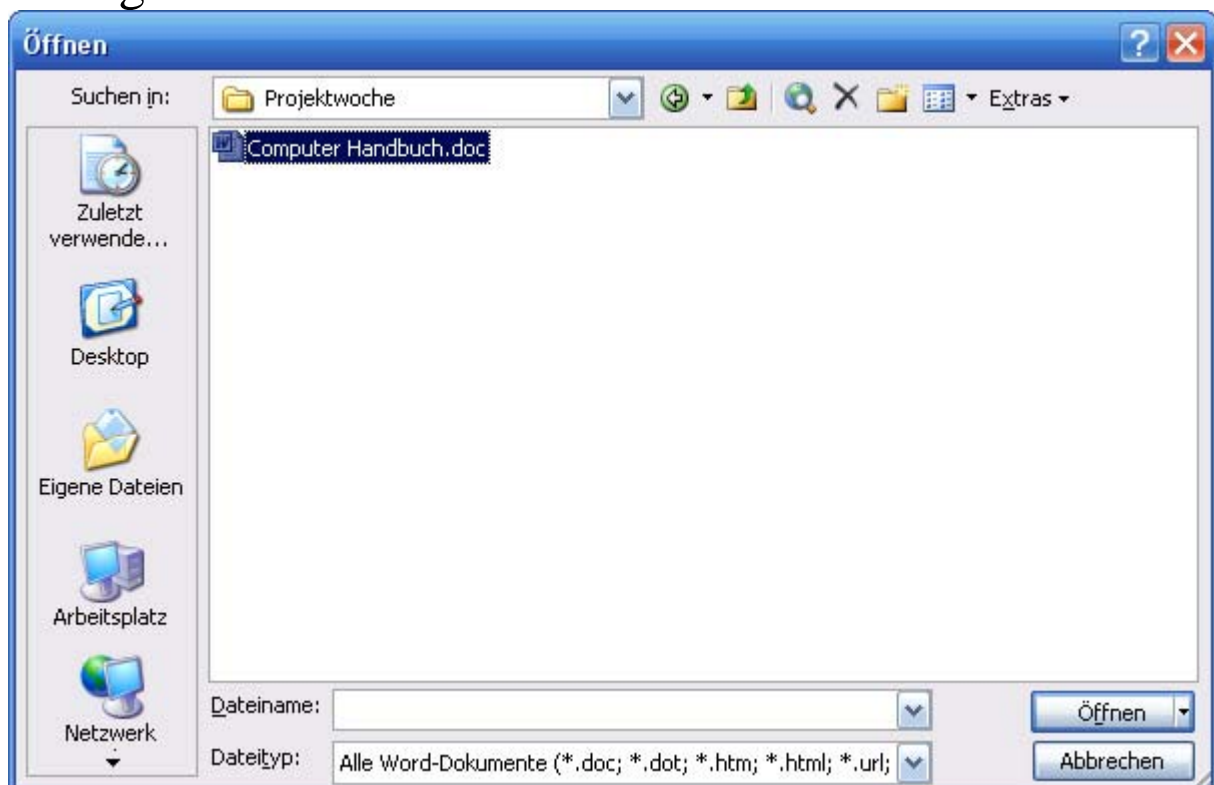 Öffnen
Suchen in:
Projektwoche
Extras
Computer Handbuch.doc
Zuletzt
verwende...
Desktop
Eigene Dateien
Arbeitsplatz
Netzwerk
Dateiname:
Öffnen
Dateityp:
Alle Word-Dokumente (*.doc; *.dot; *.htm; *.html; *.url;
Abbrechen